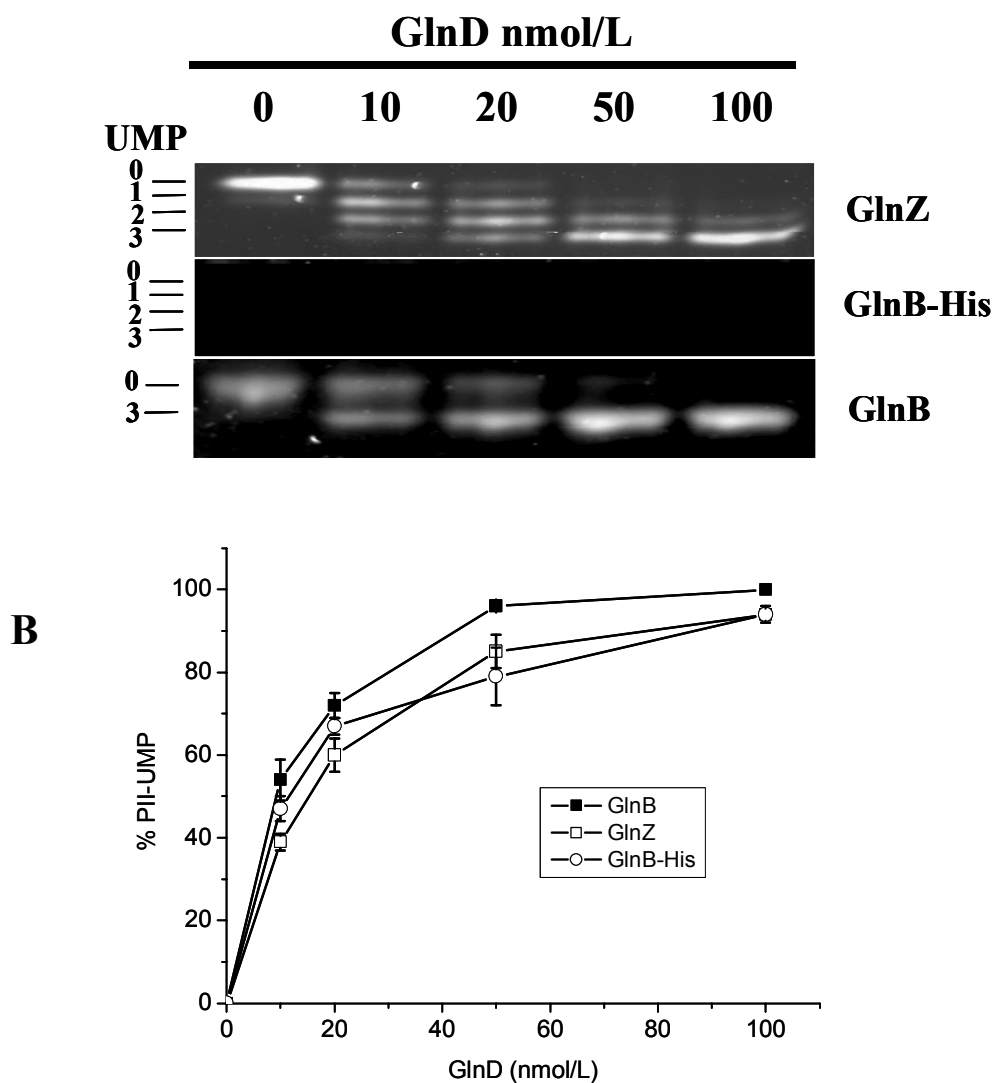 GlnD nmol/L
0 10 20 50 100
UMP
0
1
2
3
GlnZ
0
1
2
3
GlnB-His
0
3
GlnB
B
100
80
60
40
20
0
% PII-UMP
GlnB
GlnZ
GlnB-His
0 20 40 60 80 100
GlnD (nmol/L)